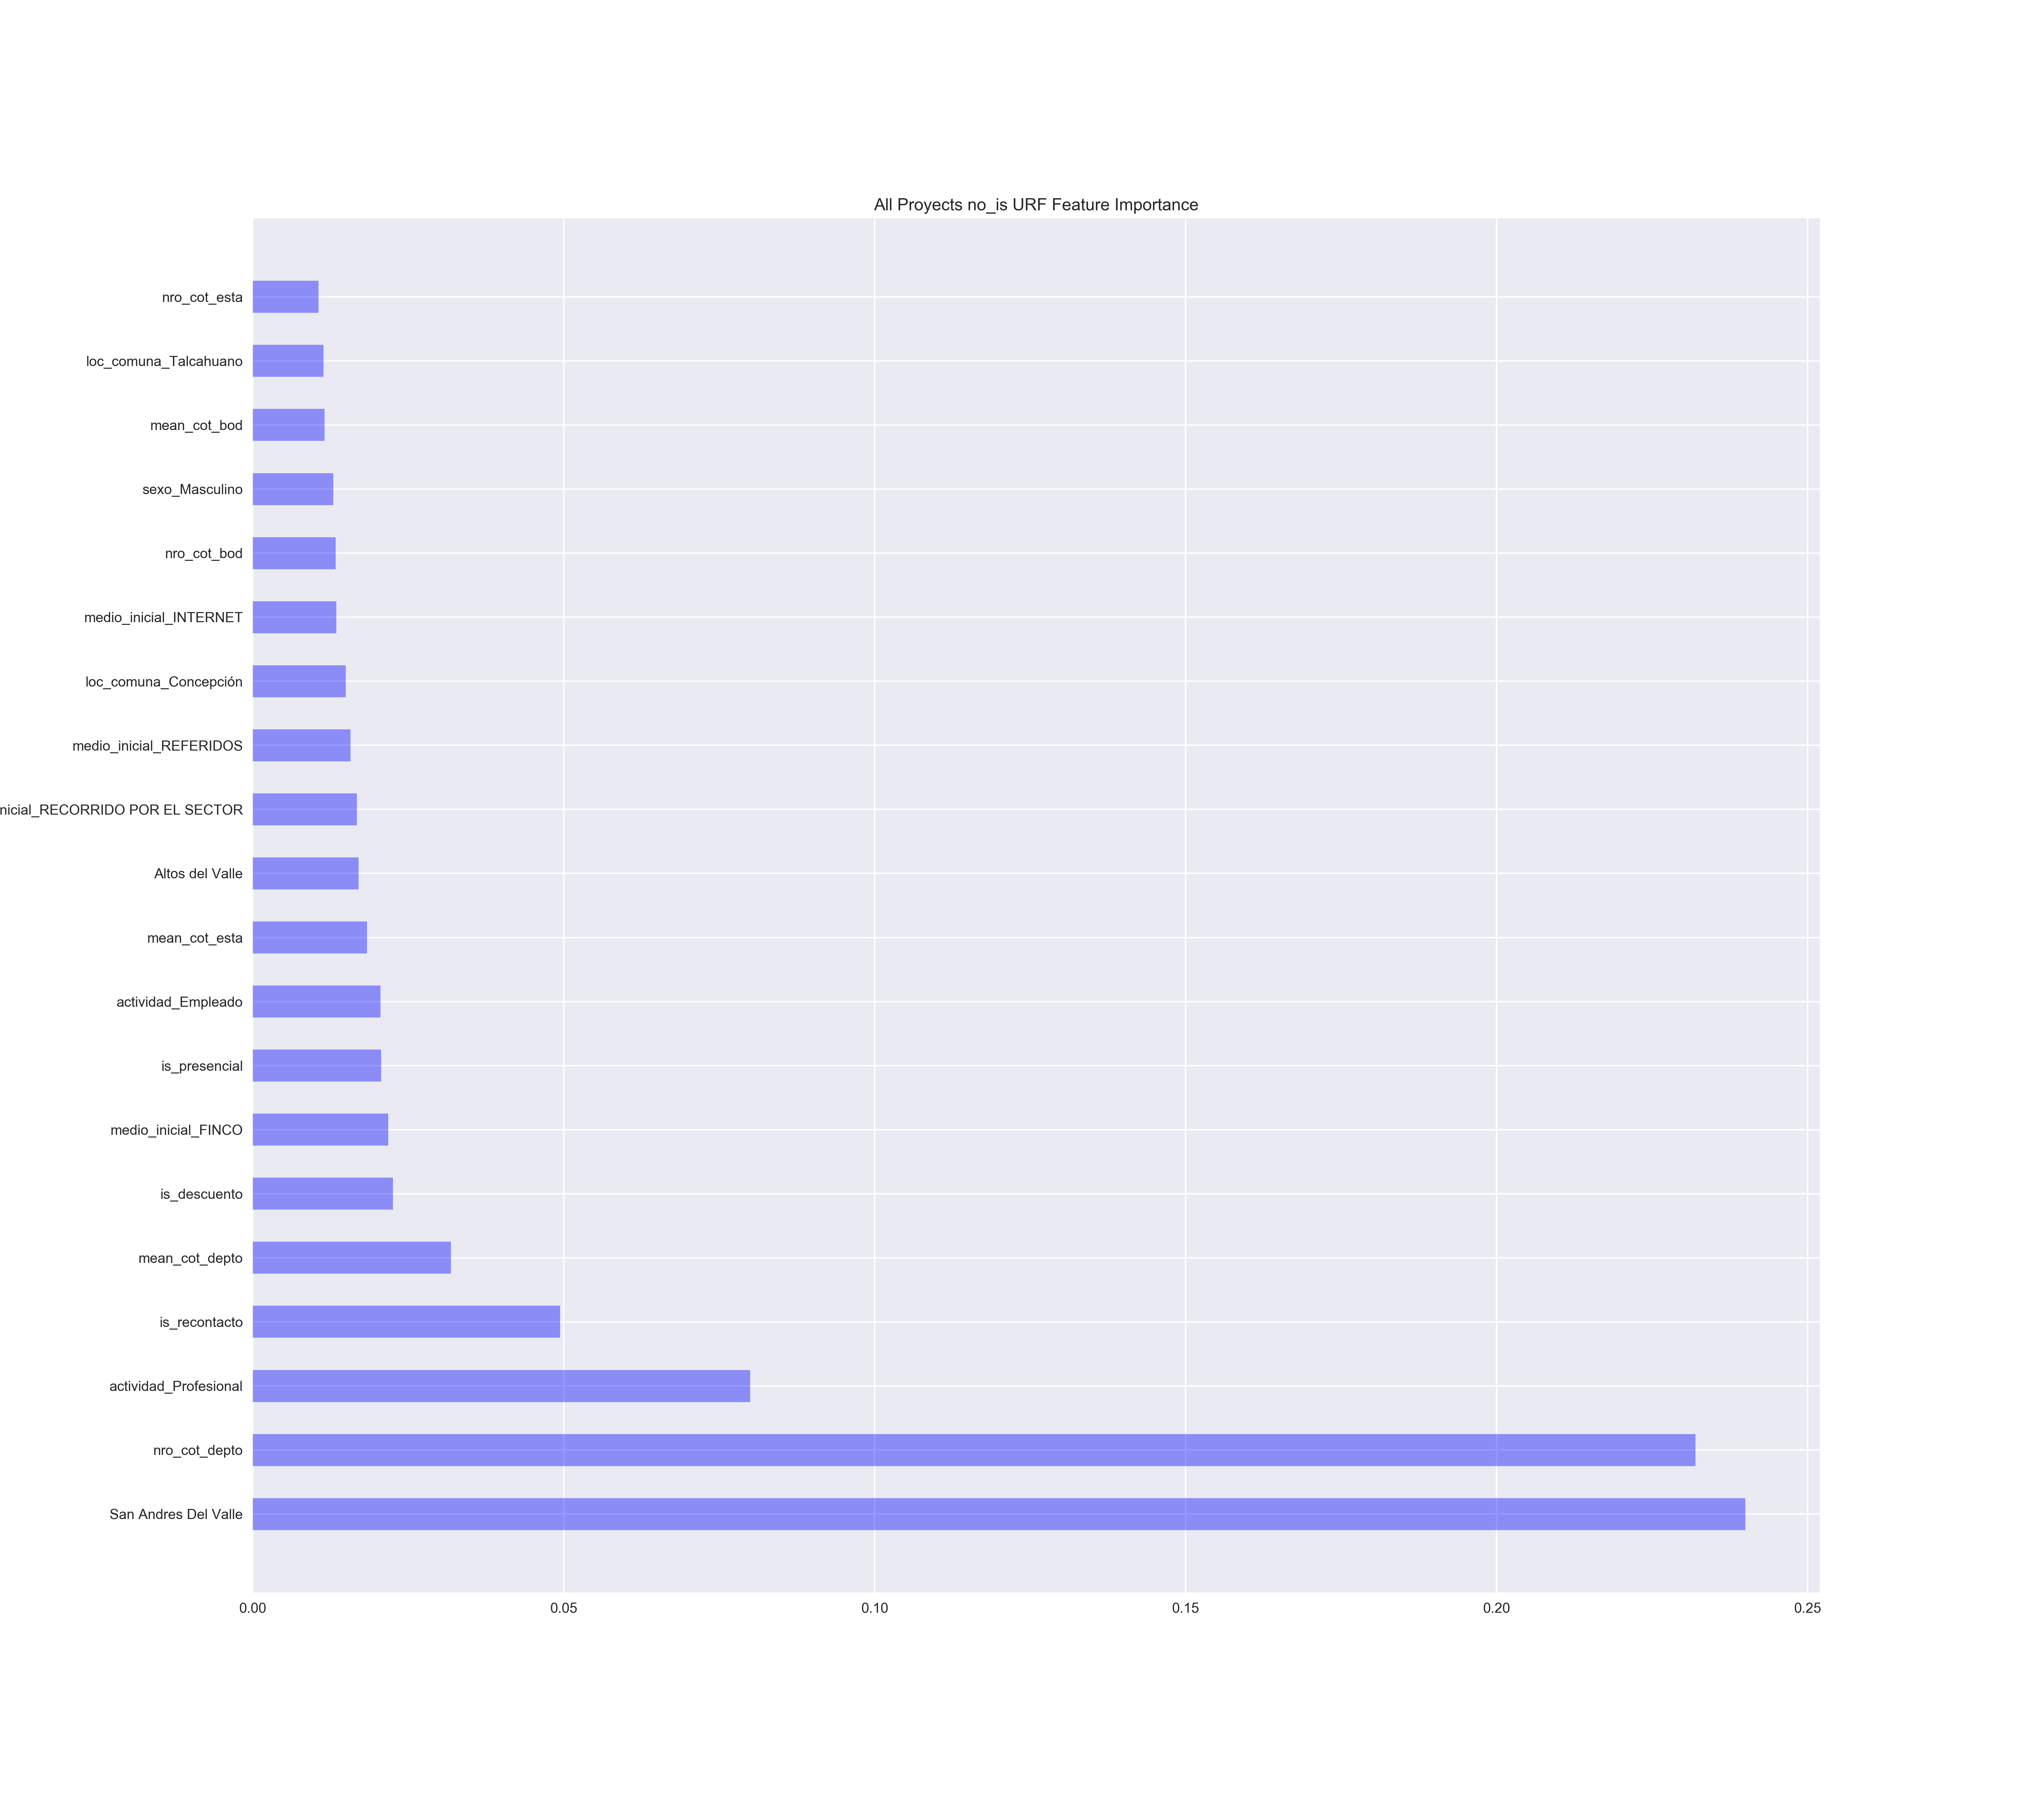 All Proyects no_is URF Feature Importance
nro_cot_esta
loc_comuna_Talcahuano
mean_cot_bod
sexo_Masculino
nro_cot_bod
medio_inicial_INTERNET
loc_comuna_Concepción
medio_inicial_REFERIDOS
nicial_RECORRIDO POR EL SECTOR
Altos del Valle
mean_cot_esta
actividad_Empleado
is_presencial
medio_inicial_FINCO
is_descuento
mean_cot_depto
is_recontacto
actividad_Profesional
nro_cot_depto
San Andres Del Valle
0.00 0.05 0.10 0.15 0.20 0.25